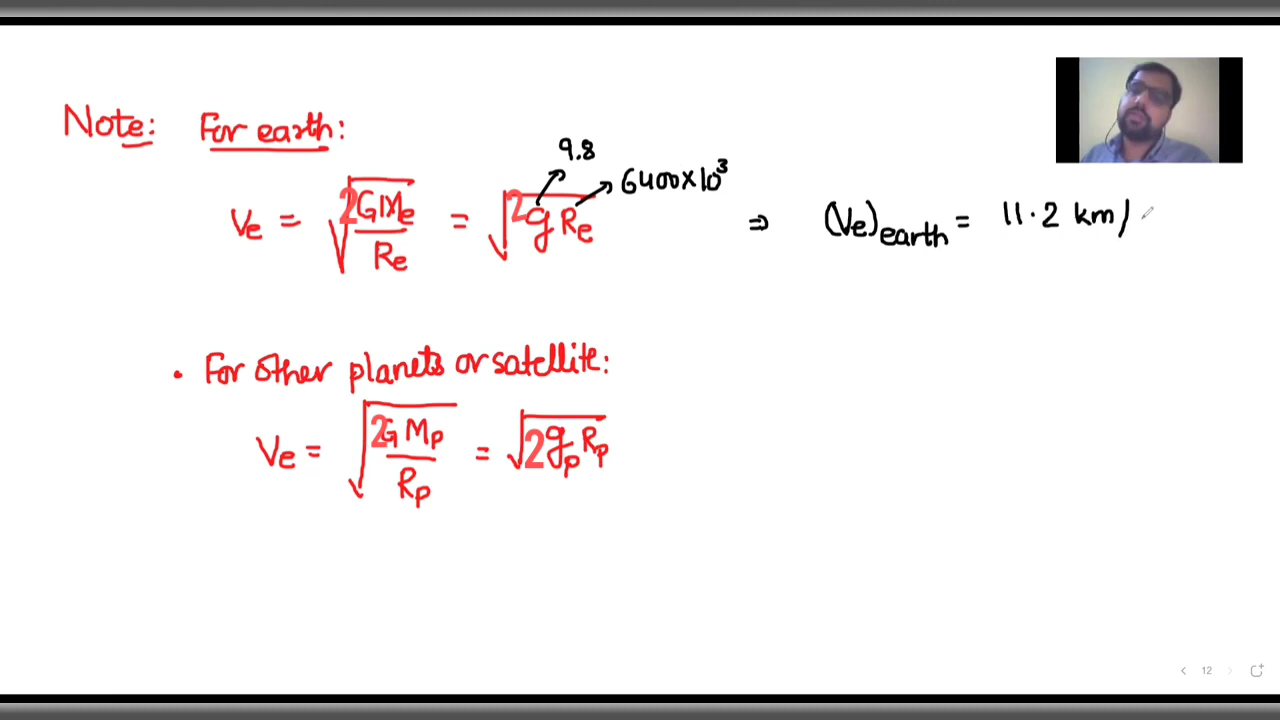 Note: For earth:
9.8
6400×10³
Ve = √(2GMe/Re) = √(2gRe) ⇒ (Ve)earth = 11.2 km/
• For other planets or satellite:
Ve = √(2GMp/Rp) = √(2gpRp)
12